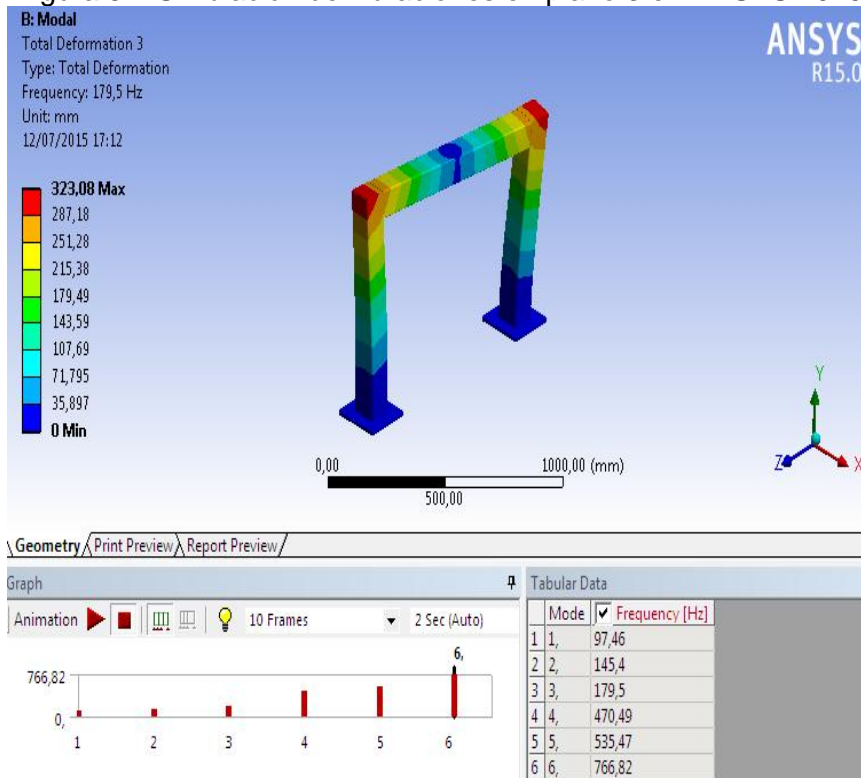 B: Modal
Total Deformation 3
Type: Total Deformation
Frequency: 179,5 Hz
Unit: mm
12/07/2015 17:12
ANSYS
R15.0
323,08 Max
287,18
251,28
215,38
179,49
143,59
107,69
71,795
35,897
0 Min
Y
Z
X
0,00 1000,00 (mm)
500,00
Geometry Print Preview Report Preview
Graph
Animation 10 Frames 2 Sec (Auto)
6,
766,82
0,
1 2 3 4 5 6
Tabular Data
Mode Frequency [Hz]
1 1, 97,46
2 2, 145,4
3 3, 179,5
4 4, 470,49
5 5, 535,47
6 6, 766,82